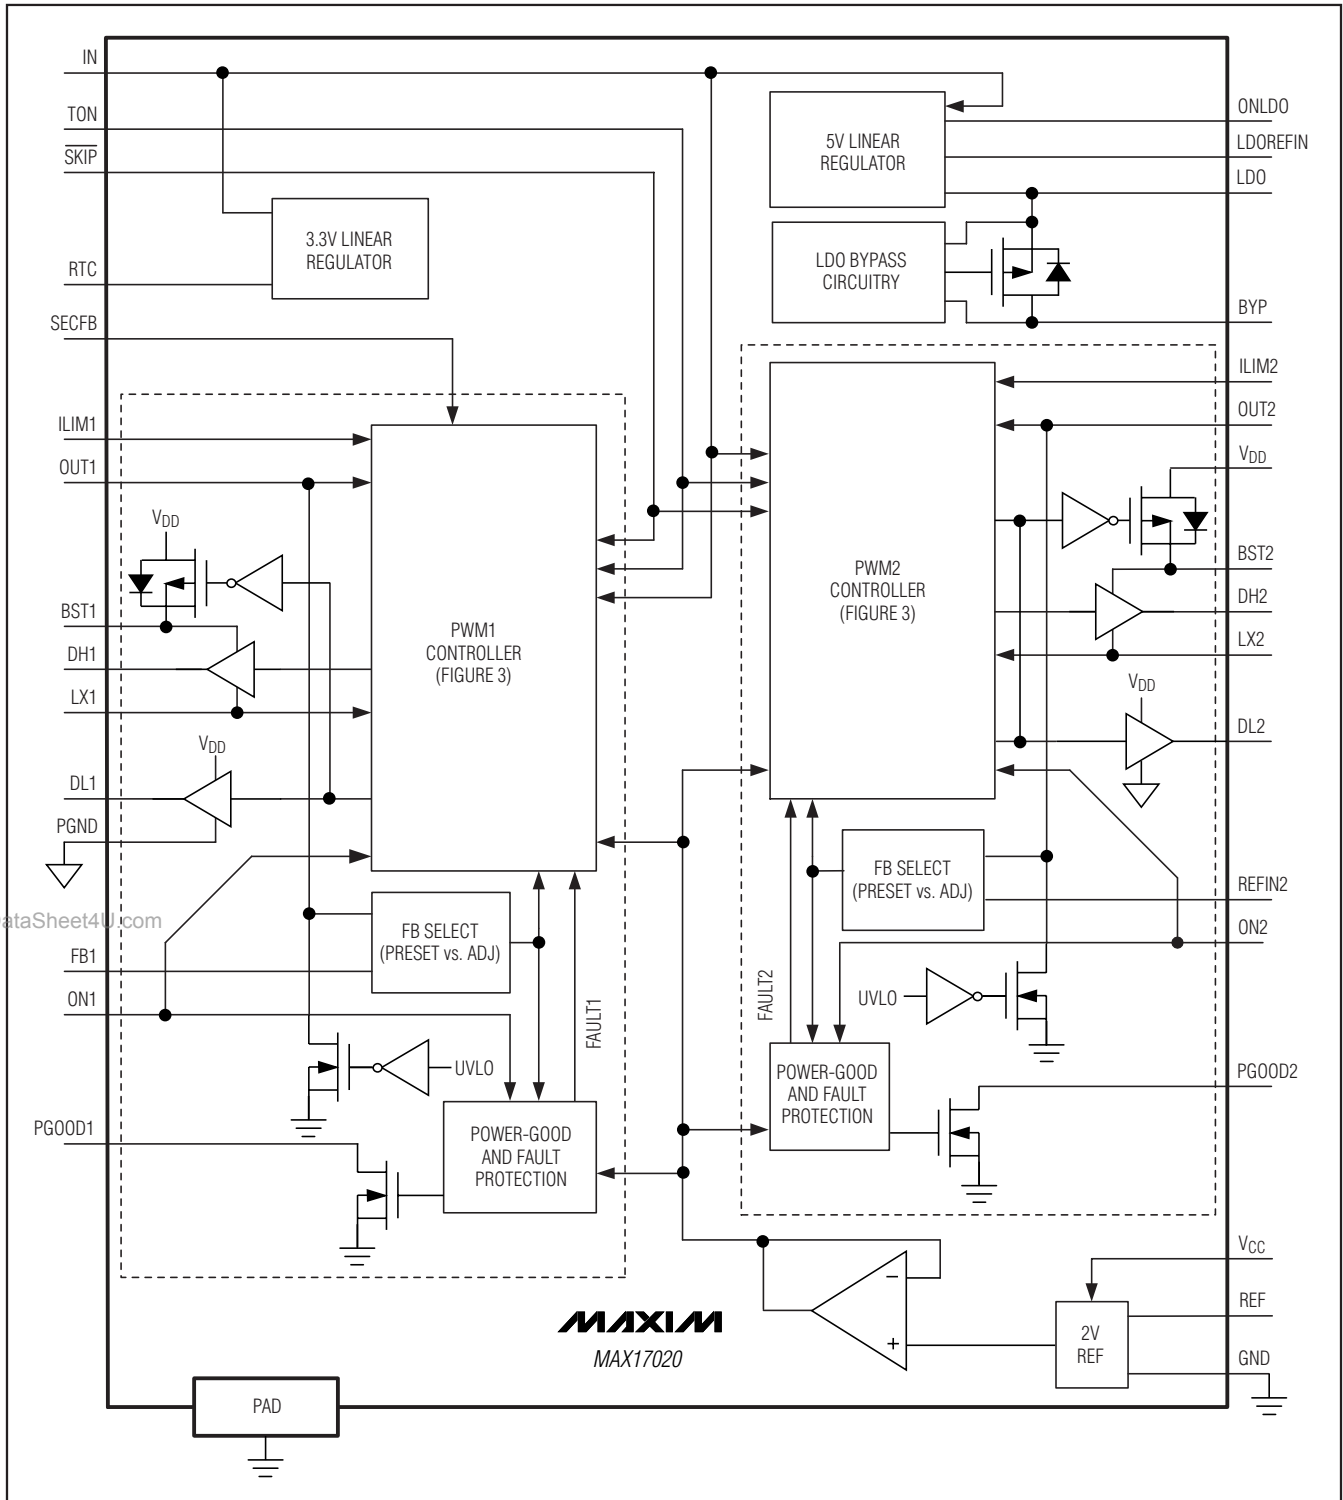 IN
TON
SKIP
RTC
SECFB
ILIM1
OUT1
VDD
BST1
DH1
LX1
VDD
DL1
PGND
DataSheet4U.com
FB1
ON1
PGOOD1
3.3V LINEAR
REGULATOR
PWM1
CONTROLLER
(FIGURE 3)
FB SELECT
(PRESET vs. ADJ)
FAULT1
UVLO
POWER-GOOD
AND FAULT
PROTECTION
5V LINEAR
REGULATOR
LDO BYPASS
CIRCUITRY
PWM2
CONTROLLER
(FIGURE 3)
FB SELECT
(PRESET vs. ADJ)
FAULT2
UVLO
POWER-GOOD
AND FAULT
PROTECTION
ONLDO
LDOREFIN
LDO
BYP
ILIM2
OUT2
VDD
BST2
DH2
LX2
VDD
DL2
REFIN2
ON2
PGOOD2
VCC
REF
GND
2V
REF
−
+
MAXIM
MAX17020
PAD